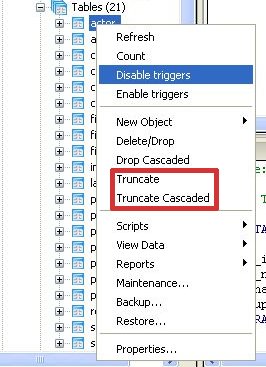 Tables (21)
actor
Refresh
Count
Disable triggers
Enable triggers
New Object
Delete/Drop
Drop Cascaded
Truncate
Truncate Cascaded
Scripts
View Data
Reports
Maintenance...
Backup...
Restore...
Properties...